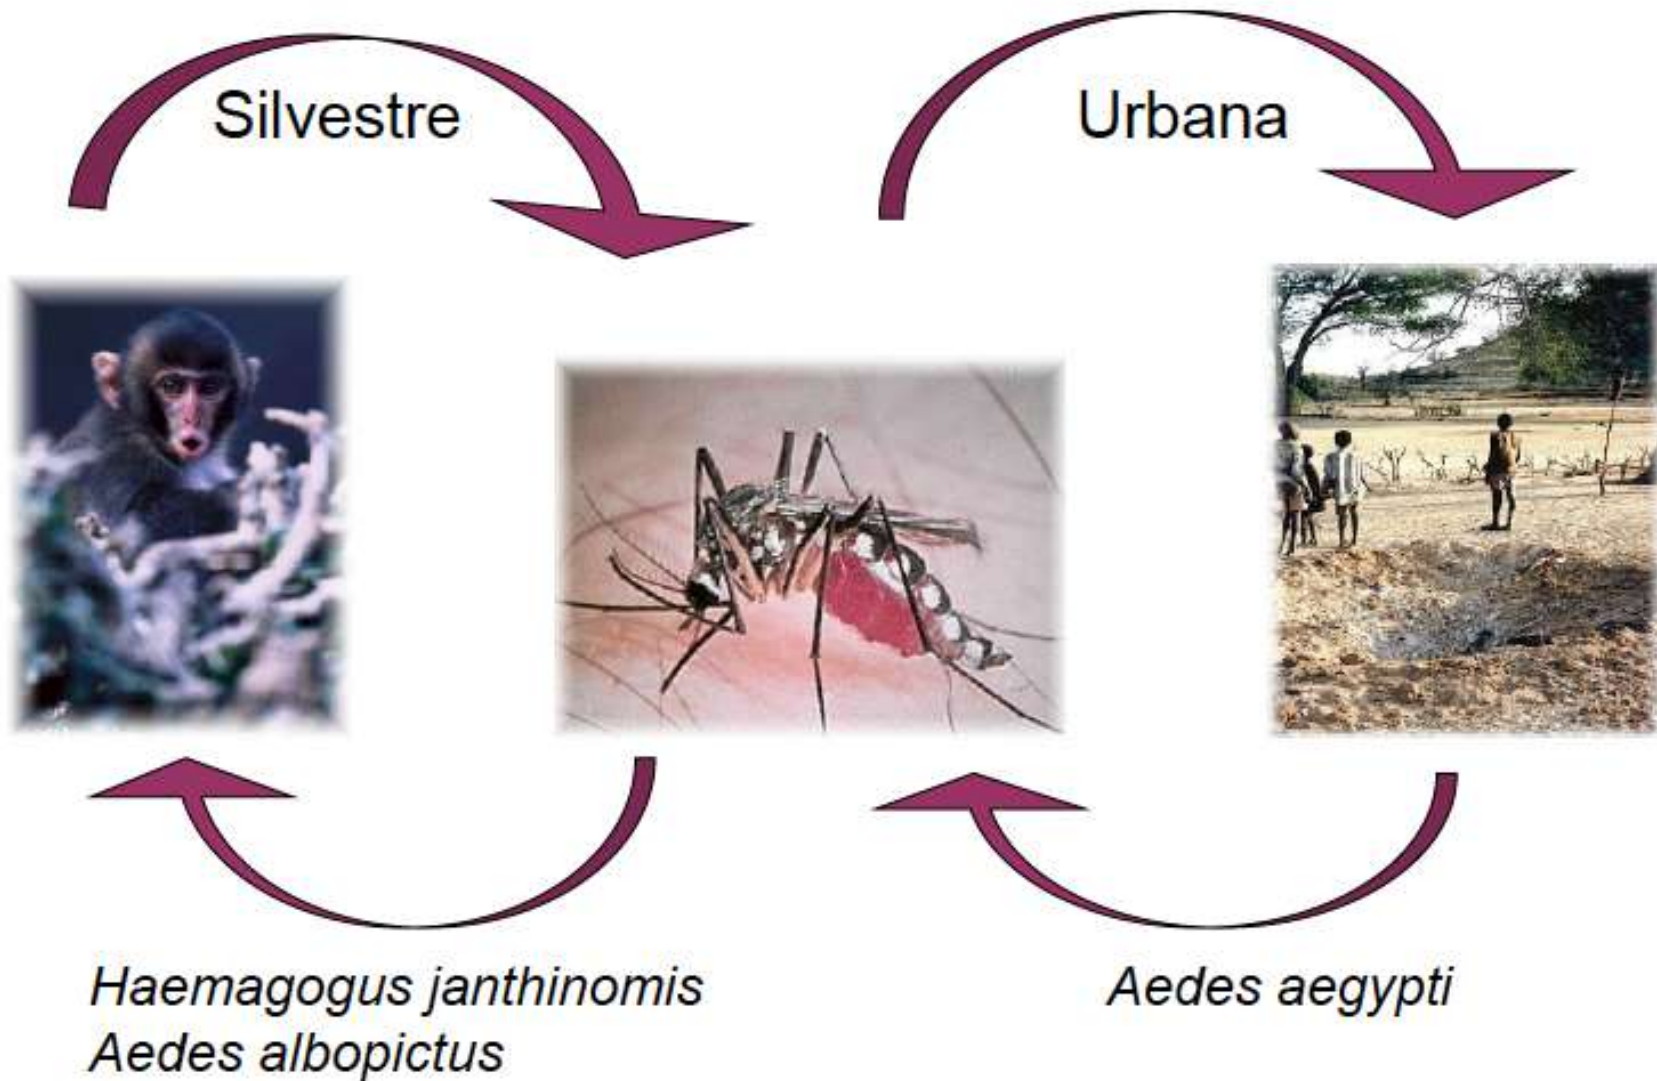 Silvestre
Urbana
Haemagogus janthinomis
Aedes albopictus
Aedes aegypti